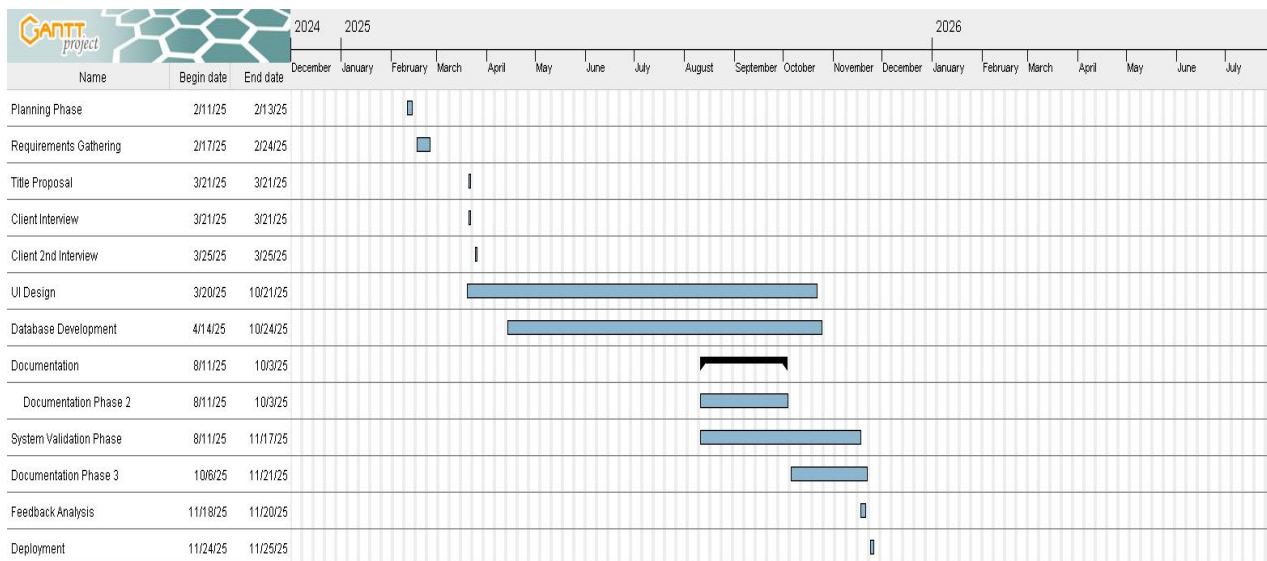 GANTT
project
2024 2025 2026
Name Begin date End date December January February March April May June July August September October November December January February March April May June July
Planning Phase 2/11/25 2/13/25
Requirements Gathering 2/17/25 2/24/25
Title Proposal 3/21/25 3/21/25
Client Interview 3/21/25 3/21/25
Client 2nd Interview 3/25/25 3/25/25
UI Design 3/20/25 10/21/25
Database Development 4/14/25 10/24/25
Documentation 8/11/25 10/3/25
Documentation Phase 2 8/11/25 10/3/25
System Validation Phase 8/11/25 11/17/25
Documentation Phase 3 10/6/25 11/21/25
Feedback Analysis 11/18/25 11/20/25
Deployment 11/24/25 11/25/25